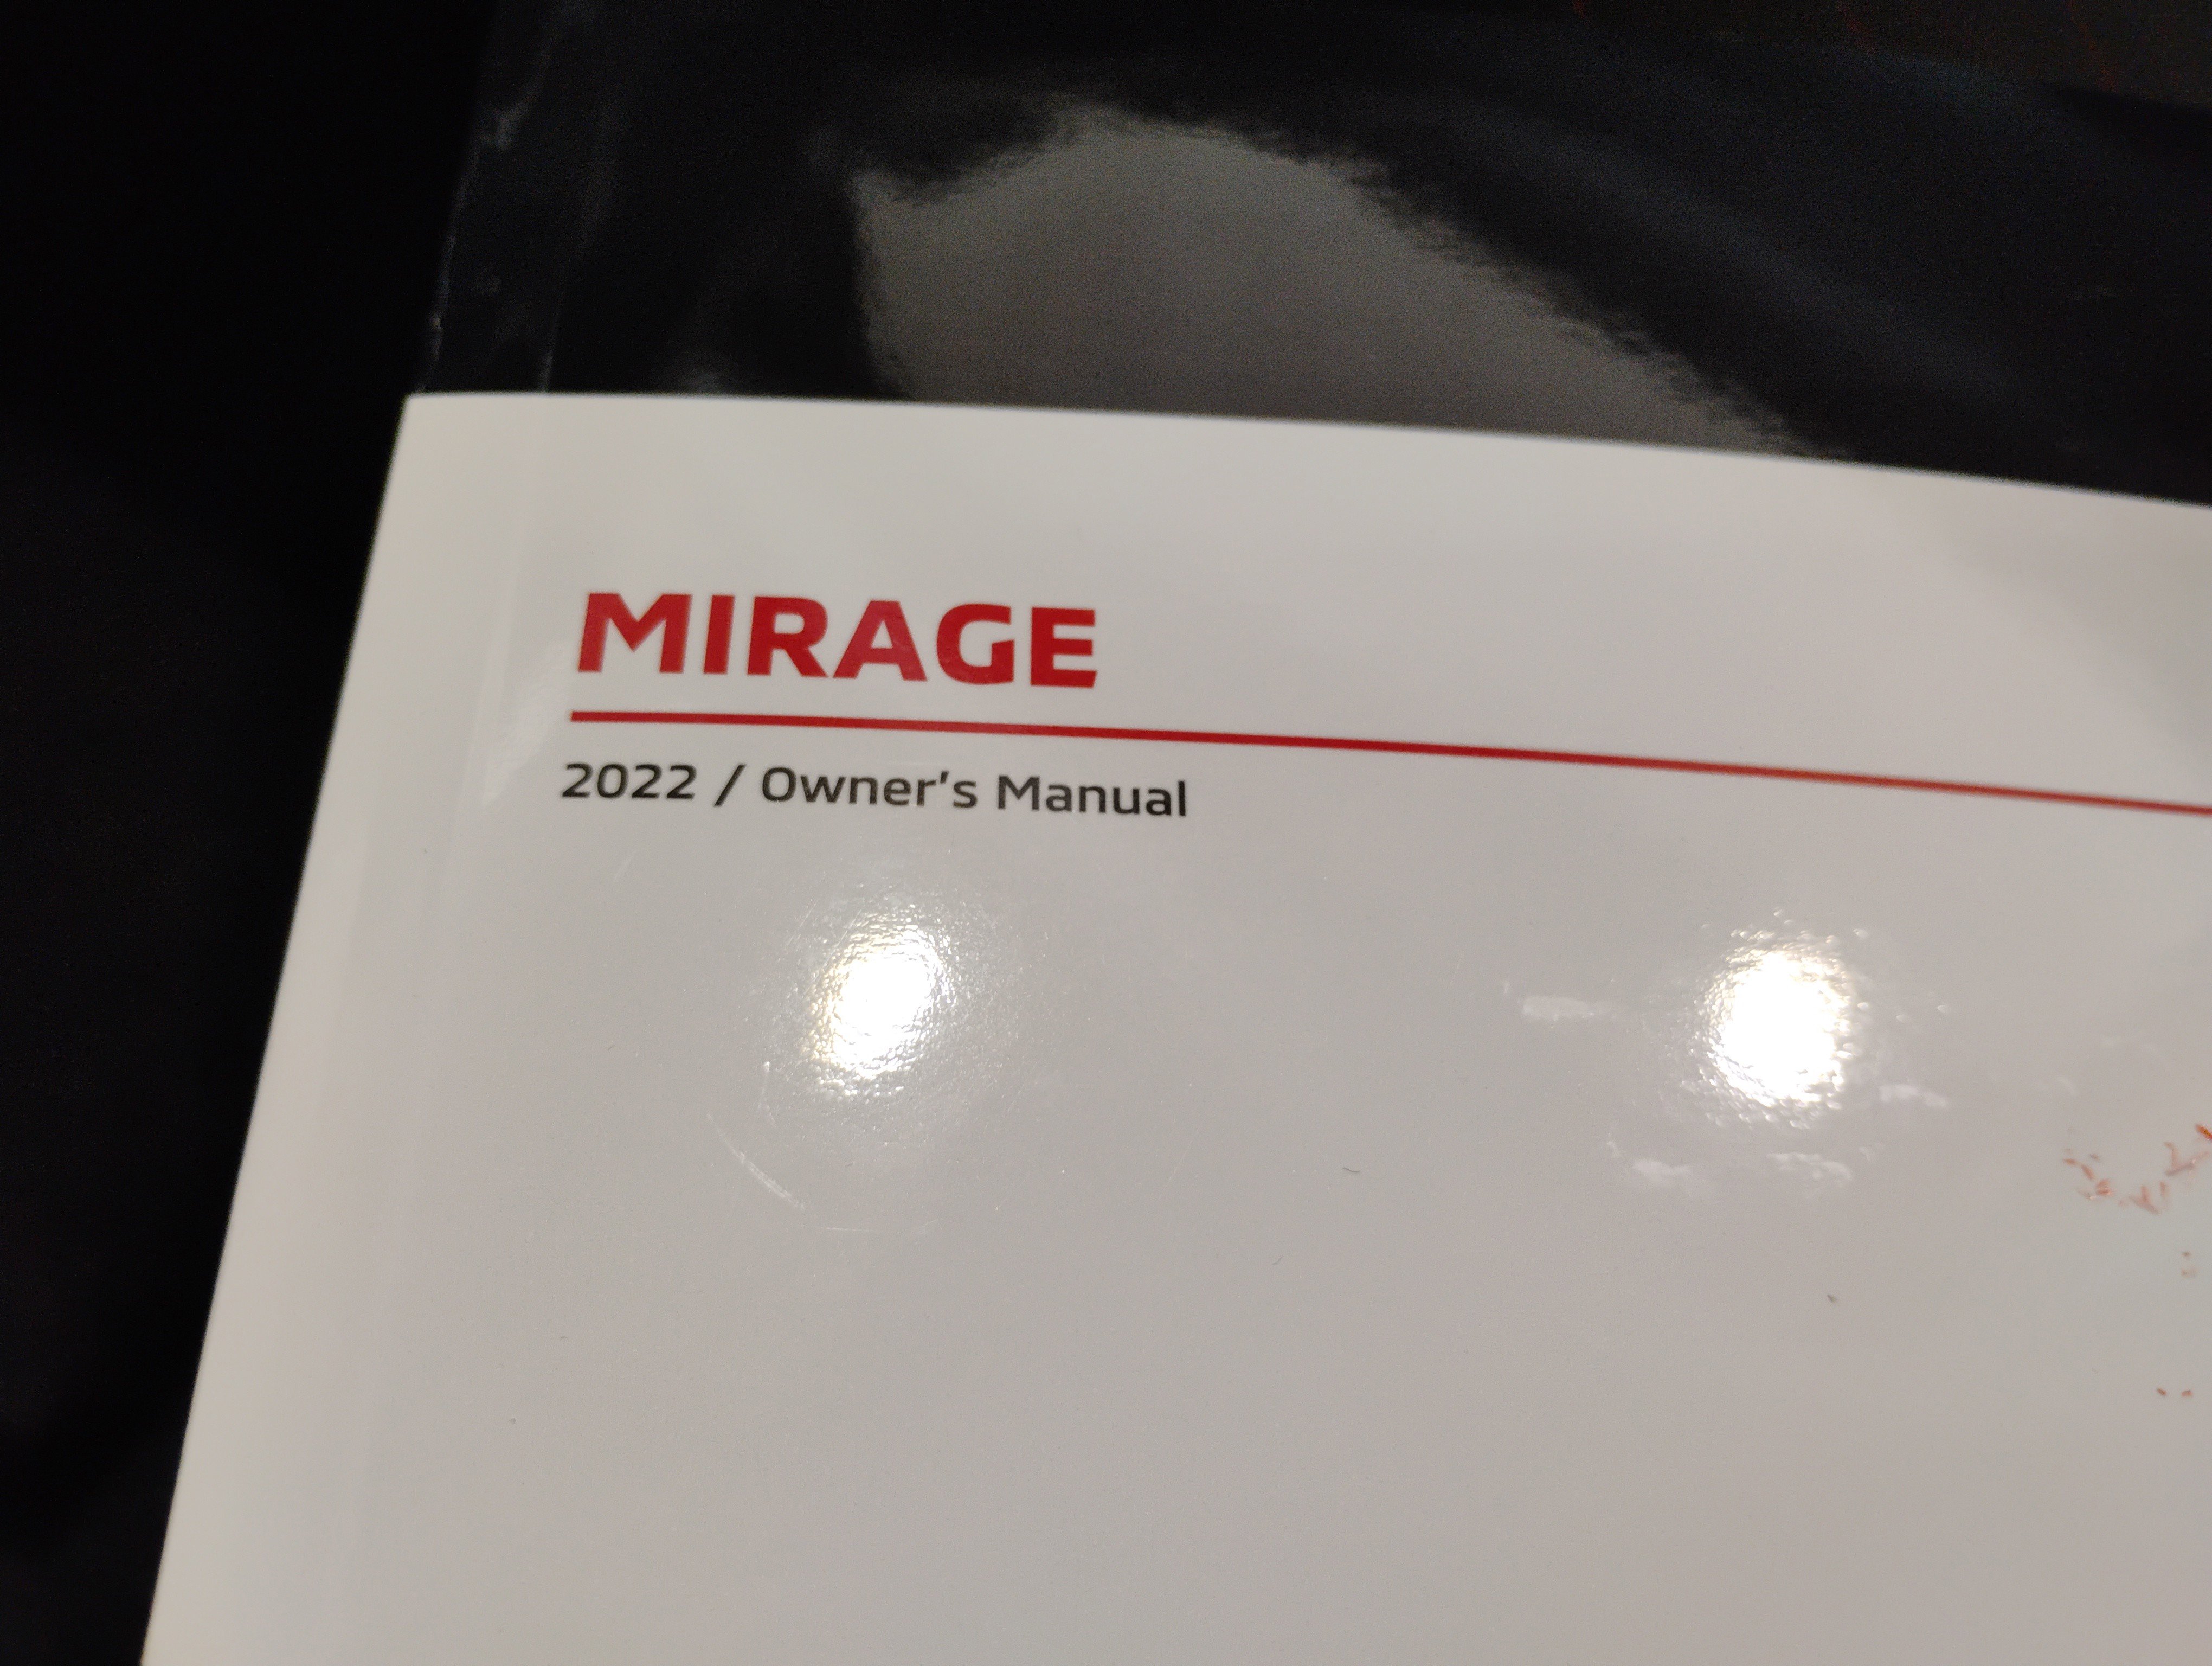 MIRAGE
2022 / Owner's Manual